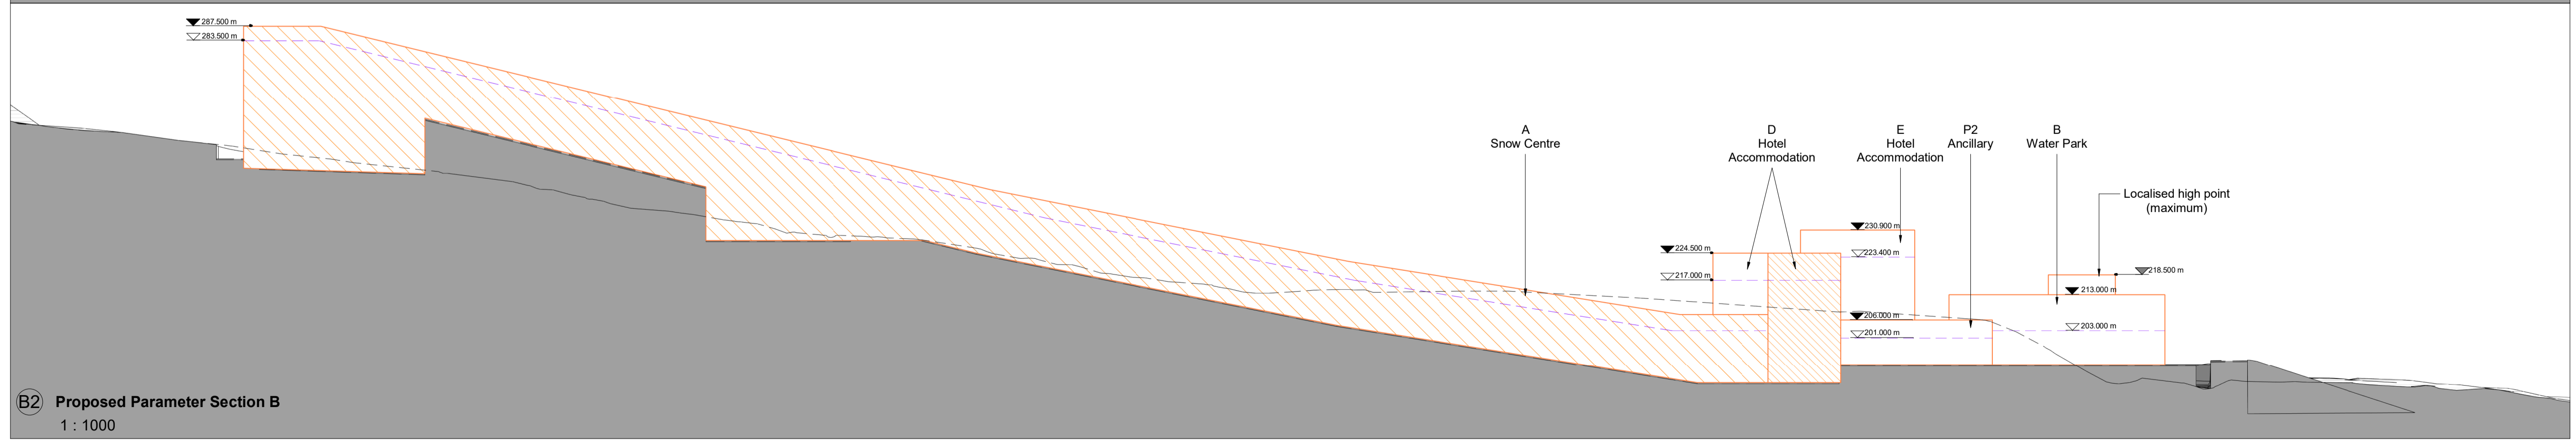 287.500 m
283.500 m
A
Snow Centre
D
Hotel
Accommodation
E
Hotel
Accommodation
P2
Ancillary
B
Water Park
Localised high point
(maximum)
230.900 m
224.500 m
223.400 m
217.000 m
218.500 m
213.000 m
206.000 m
201.000 m
203.000 m
B2 Proposed Parameter Section B
1 : 1000